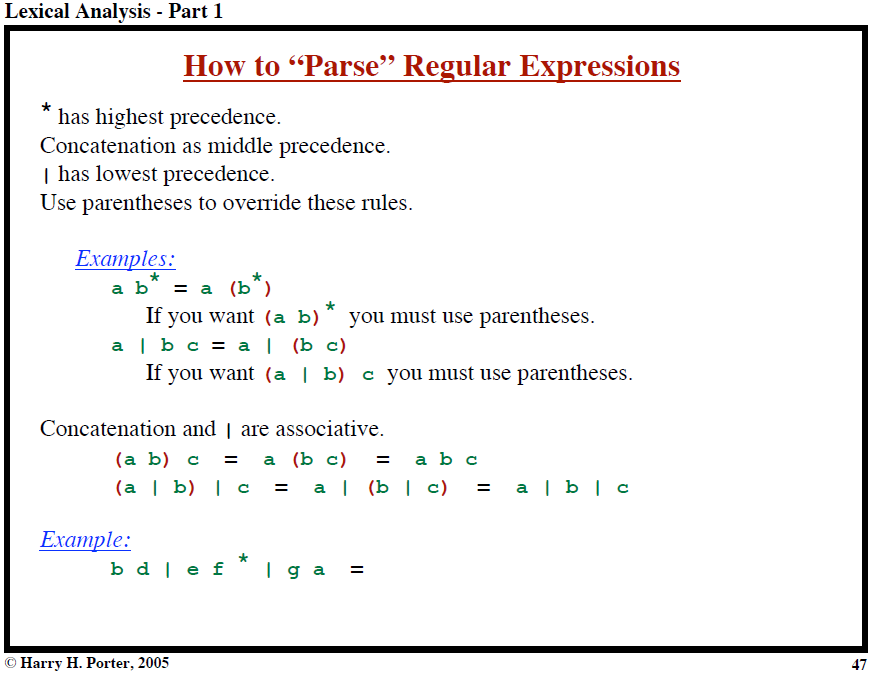 Lexical Analysis - Part 1
How to “Parse” Regular Expressions
* has highest precedence.
Concatenation as middle precedence.
| has lowest precedence.
Use parentheses to override these rules.
Examples:
a b* = a (b*)
If you want (a b)* you must use parentheses.
a | b c = a | (b c)
If you want (a | b) c you must use parentheses.
Concatenation and | are associative.
(a b) c = a (b c) = a b c
(a | b) | c = a | (b | c) = a | b | c
Example:
b d | e f * | g a =
© Harry H. Porter, 2005
47